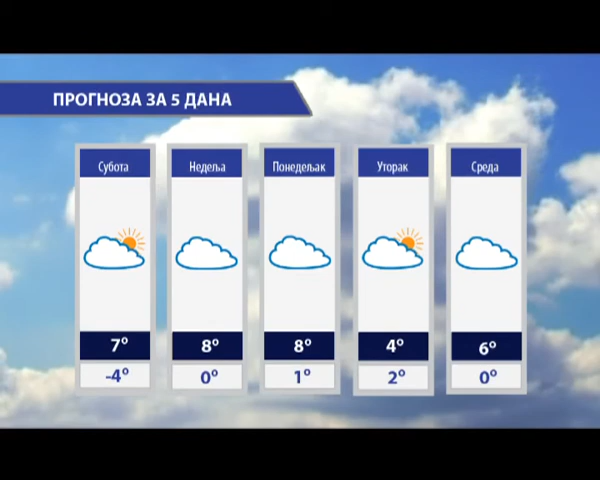 ПРОГНОЗА ЗА 5 ДАНА
Субота Недеља Понедељак Уторак Среда
7° 8° 8° 4° 6°
-4° 0° 1° 2° 0°